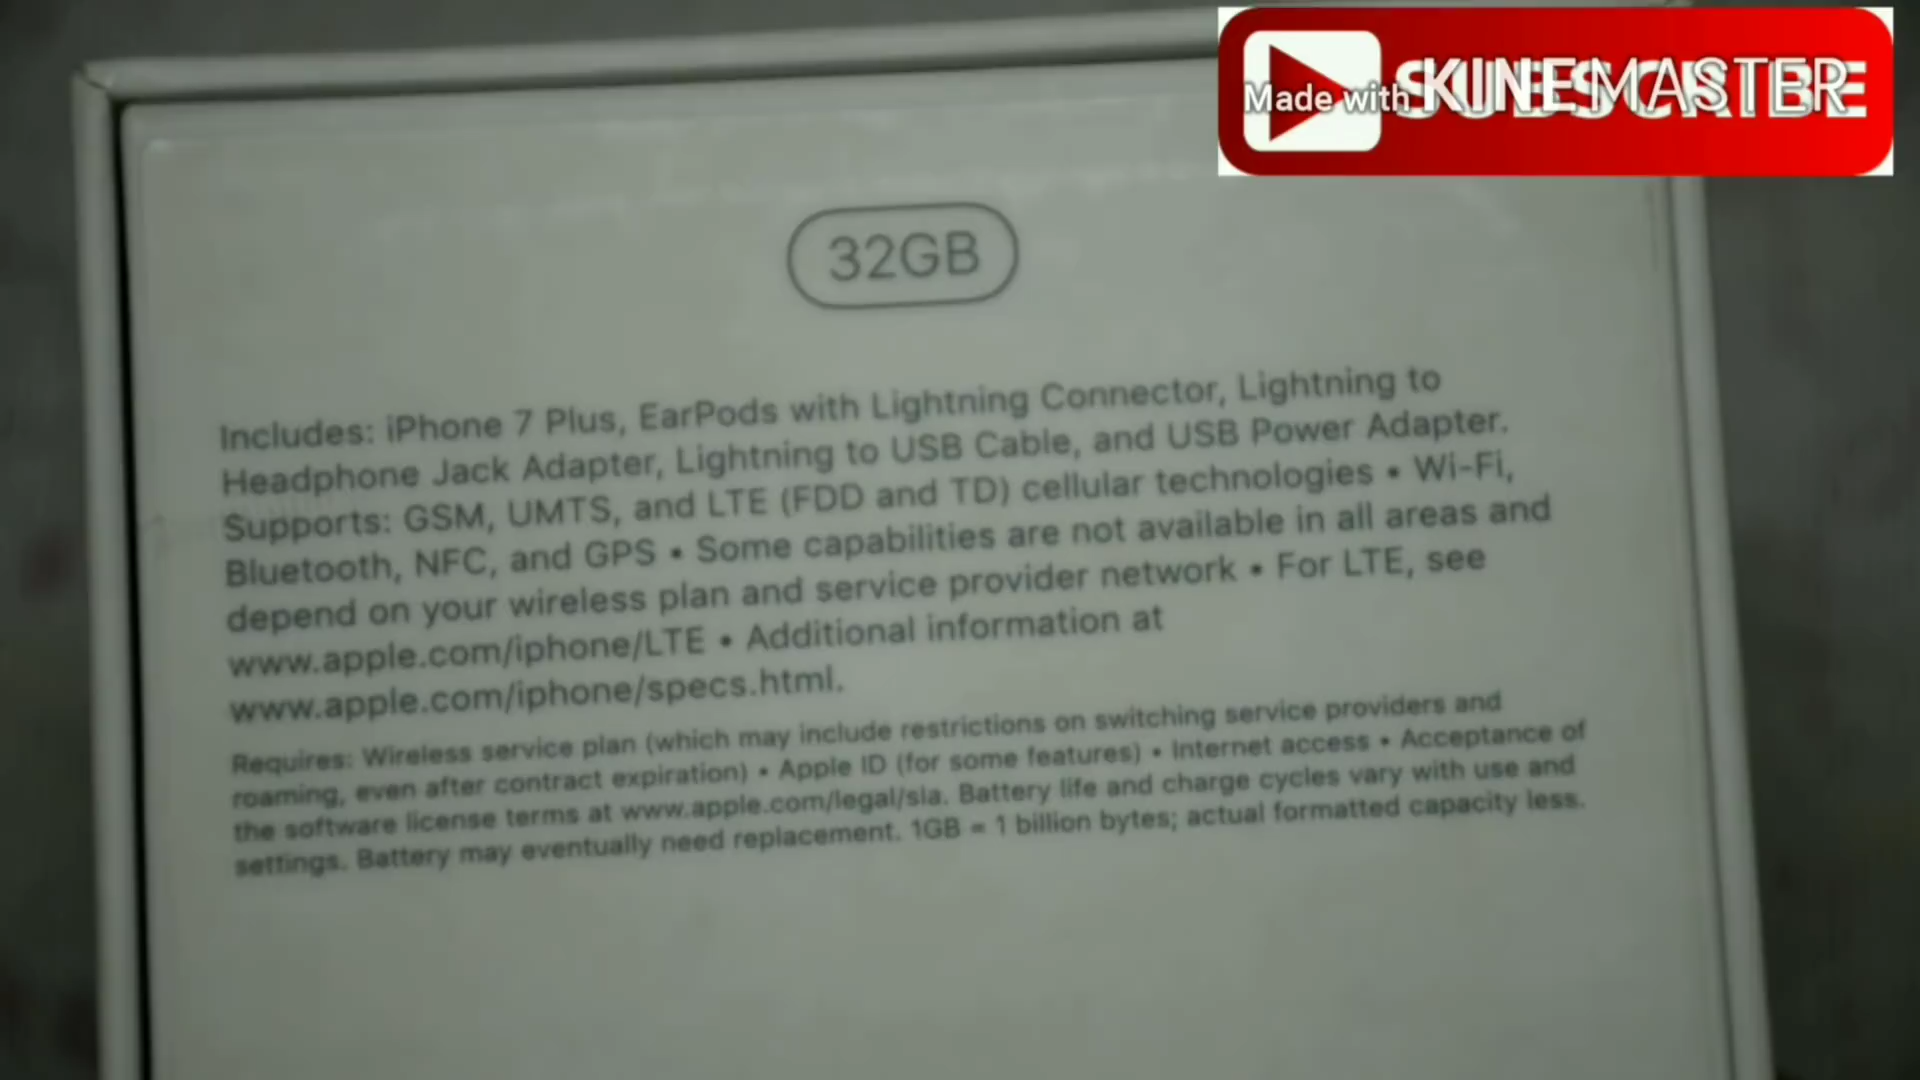 Made with KINEMASTER
SUBSCRIBE
32GB
Includes: iPhone 7 Plus, EarPods with Lightning Connector, Lightning to
Headphone Jack Adapter, Lightning to USB Cable, and USB Power Adapter.
Supports: GSM, UMTS, and LTE (FDD and TD) cellular technologies • Wi-Fi,
Bluetooth, NFC, and GPS • Some capabilities are not available in all areas and
depend on your wireless plan and service provider network • For LTE, see
www.apple.com/iphone/LTE • Additional information at
www.apple.com/iphone/specs.html.
Requires: Wireless service plan (which may include restrictions on switching service providers and
roaming, even after contract expiration) • Apple ID (for some features) • Internet access • Acceptance of
the software license terms at www.apple.com/legal/sla. Battery life and charge cycles vary with use and
settings. Battery may eventually need replacement. 1GB = 1 billion bytes; actual formatted capacity less.